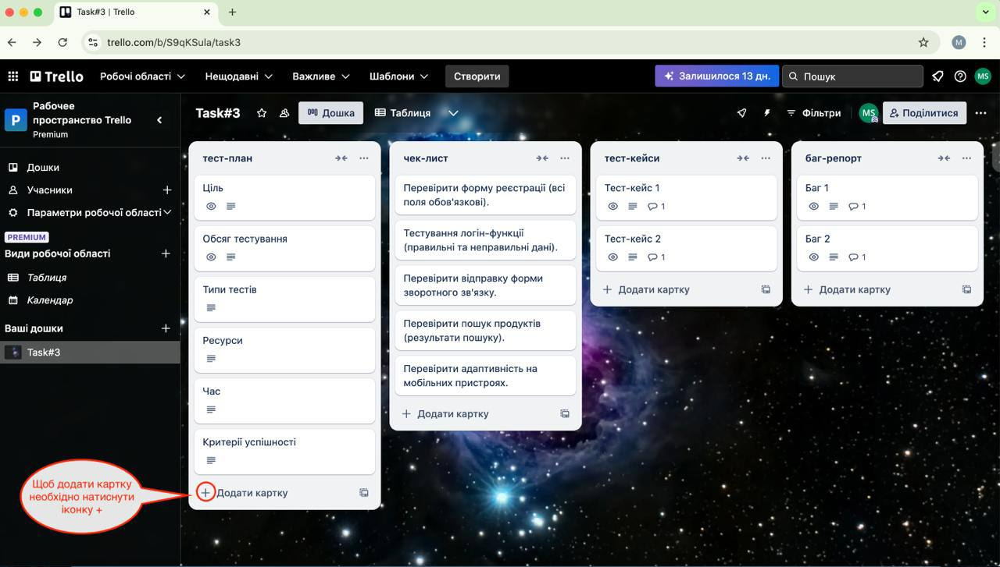 Task#3 | Trello
trello.com/b/S9qKSula/task3
M
Trello
Робочі області
Нещодавні
Важливе
Шаблони
Створити
Залишилося 13 дн.
Пошук
MS
P
Рабочее
пространство Trello
Premium
Дошки
Учасники
Параметри робочої області
PREMIUM
Види робочої області
Таблиця
Календар
Ваші дошки
Task#3
Task#3
Дошка
Таблиця
Фільтри
MS
Поділитися
тест-план
Ціль
Обсяг тестування
Типи тестів
Ресурси
Час
Критерії успішності
Додати картку
чек-лист
Перевірити форму реєстрації (всі
поля обов'язкові).
Тестування логін-функції
(правильні та неправильні дані).
Перевірити відправку форми
зворотного зв'язку.
Перевірити пошук продуктів
(результати пошуку).
Перевірити адаптивність на
мобільних пристроях.
Додати картку
тест-кейси
Тест-кейс 1
1
Тест-кейс 2
1
Додати картку
баг-репорт
Баг 1
1
Баг 2
1
Додати картку
Щоб додати картку
необхідно натиснути
іконку +